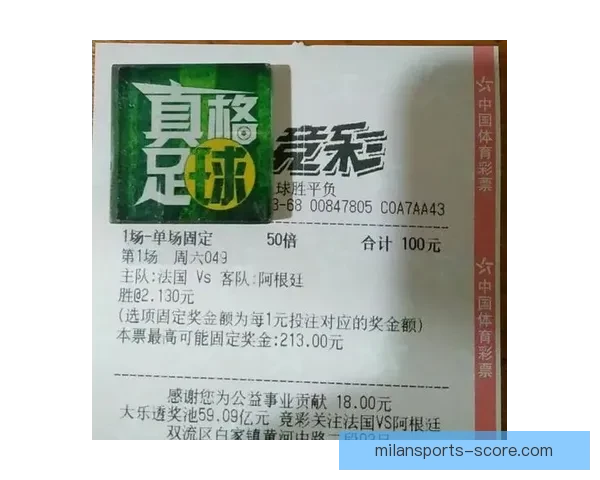 真格
足球
竞彩
球胜平负
3-68 00847805 C0A7AA43
1场-单场固定 50倍 合计 100元
第1场 周六049
主队:法国 Vs 客队:阿根廷
胜@2.130元
(选项固定奖金额为每1元投注对应的奖金额)
本票最高可能固定奖金:213.00元
感谢您为公益事业贡献 18.00元
大乐透奖池59.09亿元 竞彩关注法国VS阿根廷
双流区白家镇黄河中路二段
中国体育彩票
中国体育彩票
milansports-score.com